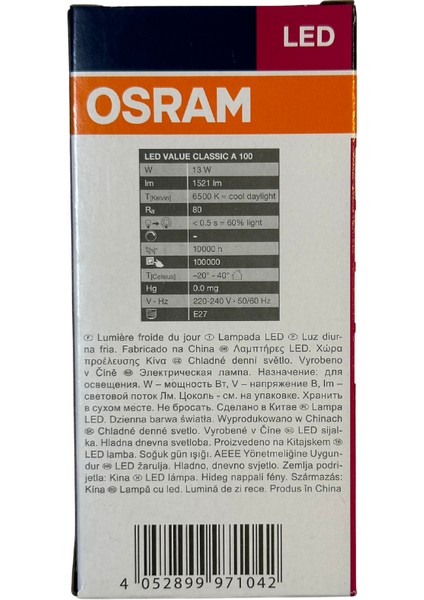 LED
OSRAM
LED VALUE CLASSIC A 100
W 13 W
lm 1521 lm
T[Kelvin] 6500 K = cool daylight
Ra 80
< 0.5 s = 60% light
-
10000 h
100000
T[Celsius] -20° - 40°
Hg 0.0 mg
V - Hz 220-240 V - 50/60 Hz
E27
Lumière froide du jour Lampada LED Luz diur-
na fria. Fabricado na China Λαμπτήρες LED. Χώρα
προέλευσης Κίνα Chladné denní světlo. Vyrobeno
v Číně Электрическая лампа. Назначение: для
освещения. W – мощность Вт, V – напряжение В, lm –
световой поток Лм. Цоколь - см. на упаковке. Хранить
в сухом месте. Не бросать. Сделано в Китае Lampa
LED. Dzienna barwa światła. Wyprodukowano w Chinach
Chladné denné svetlo. Vyrobené v Číne LED sijal-
ka. Hladna dnevna svetloba. Proizvedeno na Kitajskem
LED lamba. Soğuk gün ışığı. AEEE Yönetmeliğine Uygun-
dur LED žarulja. Hladno, dnevno svjetlo. Zemlja podri-
jetla: Kina LED lámpa. Hideg nappali fény. Származás:
Kína Lampă cu led. Lumină de zi rece. Produs în China
4 052899 971042